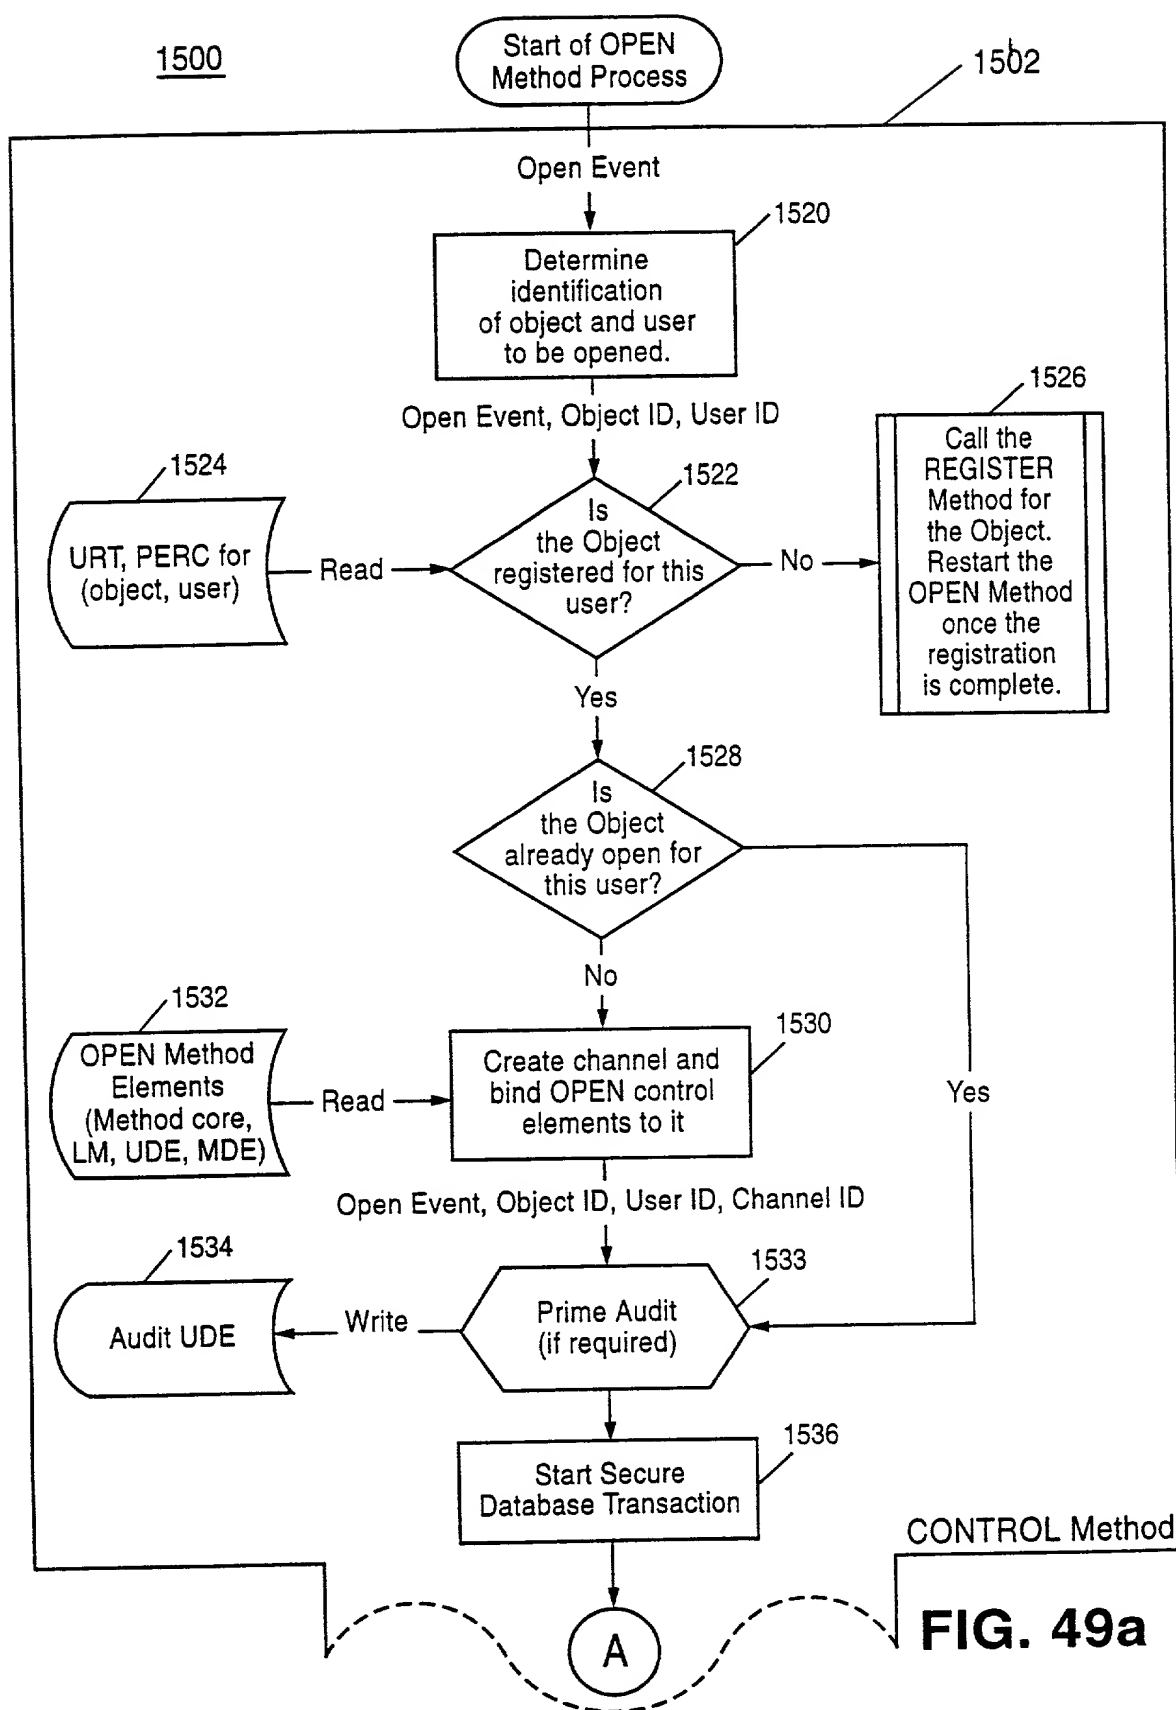 1500
Start of OPEN
Method Process
1502
Open Event
1520
Determine
identification
of object and user
to be opened.
Open Event, Object ID, User ID
1526
Call the
REGISTER
Method for
the Object.
Restart the
OPEN Method
once the
registration
is complete.
1524
URT, PERC for
(object, user)
Read
1522
Is
the Object
registered for this
user?
No
Yes
1528
Is
the Object
already open for
this user?
No
Yes
1532
OPEN Method
Elements
(Method core,
LM, UDE, MDE)
Read
1530
Create channel and
bind OPEN control
elements to it
Open Event, Object ID, User ID, Channel ID
1534
Audit UDE
Write
1533
Prime Audit
(if required)
1536
Start Secure
Database Transaction
CONTROL Method
A
FIG. 49a